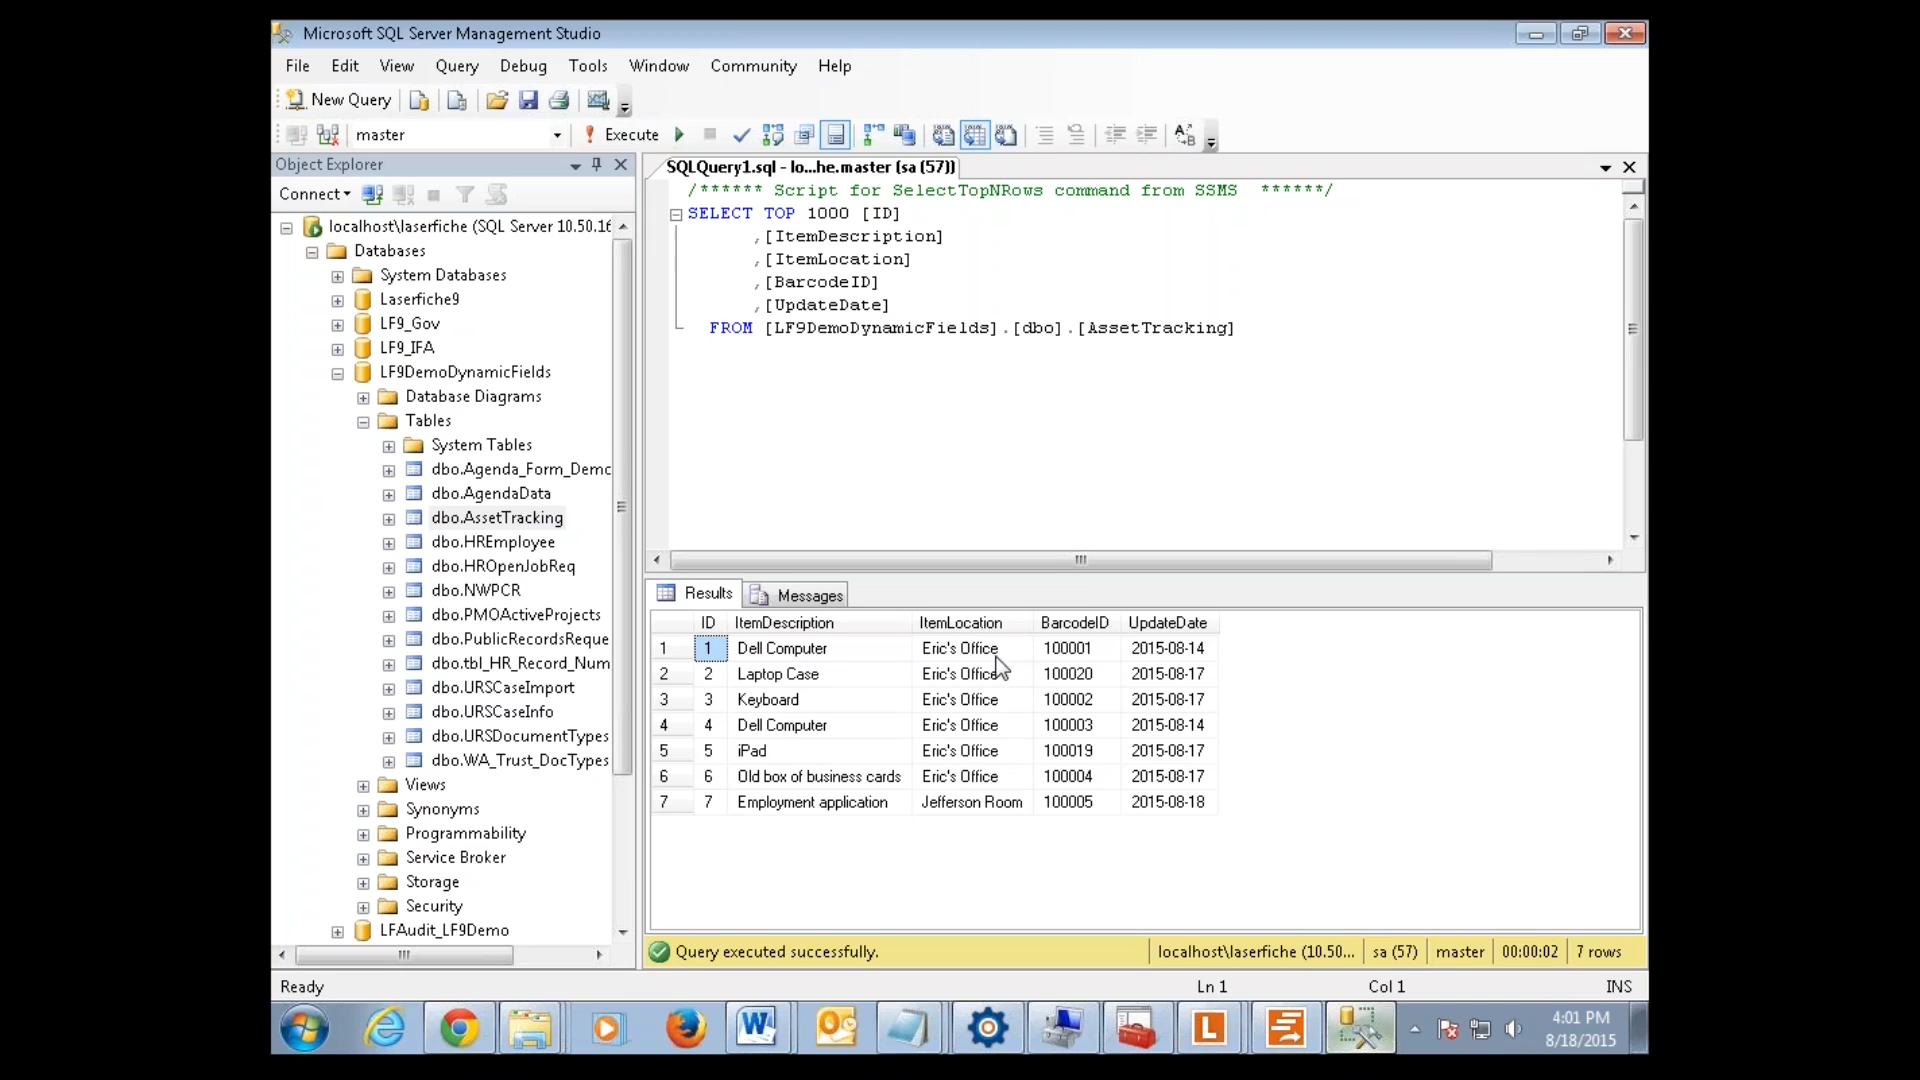 Microsoft SQL Server Management Studio
File Edit View Query Debug Tools Window Community Help
New Query
master Execute
Object Explorer
Connect
localhost\laserfiche (SQL Server 10.50.16
Databases
System Databases
Laserfiche9
LF9_Gov
LF9_IFA
LF9DemoDynamicFields
Database Diagrams
Tables
System Tables
dbo.Agenda_Form_Demo
dbo.AgendaData
dbo.AssetTracking
dbo.HREmployee
dbo.HROpenJobReq
dbo.NWPCR
dbo.PMOActiveProjects
dbo.PublicRecordsReque
dbo.tbl_HR_Record_Num
dbo.URSCaseImport
dbo.URSCaseInfo
dbo.URSDocumentTypes
dbo.WA_Trust_DocTypes
Views
Synonyms
Programmability
Service Broker
Storage
Security
LFAudit_LF9Demo
SQLQuery1.sql - lo...he.master (sa (57))
/****** Script for SelectTopNRows command from SSMS ******/
SELECT TOP 1000 [ID]
,[ItemDescription]
,[ItemLocation]
,[BarcodeID]
,[UpdateDate]
FROM [LF9DemoDynamicFields].[dbo].[AssetTracking]
Results Messages
ID ItemDescription ItemLocation BarcodeID UpdateDate
1 1 Dell Computer Eric's Office 100001 2015-08-14
2 2 Laptop Case Eric's Office 100020 2015-08-17
3 3 Keyboard Eric's Office 100002 2015-08-17
4 4 Dell Computer Eric's Office 100003 2015-08-14
5 5 iPad Eric's Office 100019 2015-08-17
6 6 Old box of business cards Eric's Office 100004 2015-08-17
7 7 Employment application Jefferson Room 100005 2015-08-18
Query executed successfully. localhost\laserfiche (10.50... sa (57) master 00:00:02 7 rows
Ready Ln 1 Col 1 INS
4:01 PM
8/18/2015